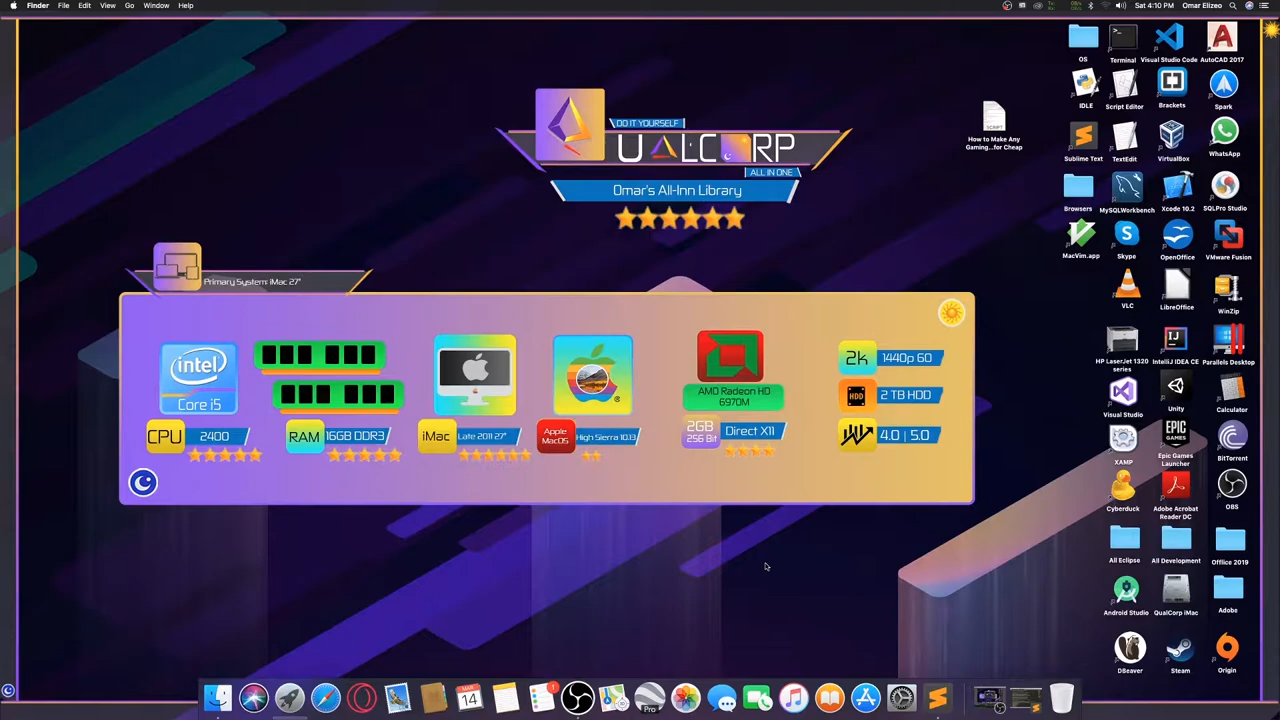 Finder File Edit View Go Window Help
Sat 4:10 PM Omar Elizeo
DO IT YOURSELF
UALCORP
ALL IN ONE
Omar's All-Inn Library
How to Make Any
Gaming...for Cheap
Primary System: iMac 27"
intel
Core i5
CPU 2400
RAM 16GB DDR3
iMac Late 2011 27"
Apple
MacOS
High Sierra 10.13
AMD Radeon HD
6970M
2GB
256 Bit
Direct X11
2k 1440p 60
HDD 2 TB HDD
4.0 | 5.0
OS
Terminal
Visual Studio Code
AutoCAD 2017
IDLE
Script Editor
Brackets
Spark
Sublime Text
TextEdit
VirtualBox
WhatsApp
Browsers
MySQLWorkbench
Xcode 10.2
SQLPro Studio
MacVim.app
Skype
OpenOffice
VMware Fusion
VLC
LibreOffice
WinZip
HP LaserJet 1320
series
IntelliJ IDEA CE
Parallels Desktop
Visual Studio
Unity
Calculator
XAMP
Epic Games
Launcher
BitTorrent
Cyberduck
Adobe Acrobat
Reader DC
OBS
All Eclipse
All Development
Offlice 2019
Android Studio
QualCorp iMac
Adobe
DBeaver
Steam
Origin
MAR
14
1
Pro